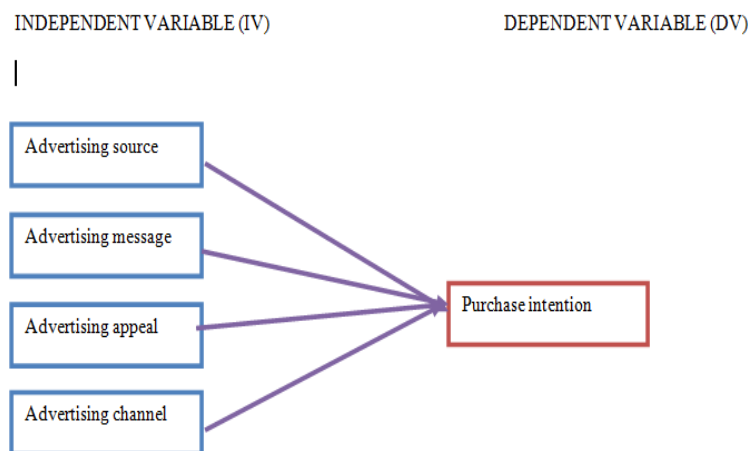 INDEPENDENT VARIABLE (IV)
DEPENDENT VARIABLE (DV)
Advertising source
Advertising message
Advertising appeal
Advertising channel
Purchase intention